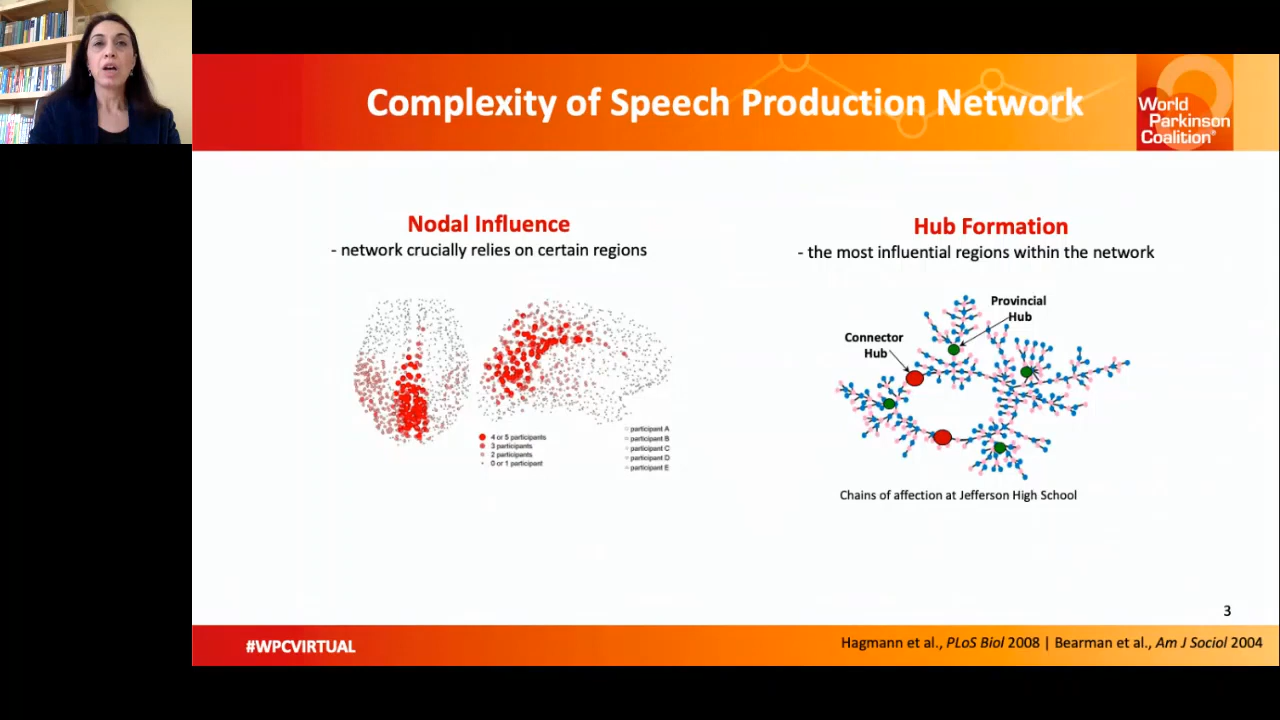 Complexity of Speech Production Network
World
Parkinson
Coalition®
Nodal Influence
- network crucially relies on certain regions
Hub Formation
- the most influential regions within the network
Provincial
Hub
Connector
Hub
4 or 5 participants
3 participants
2 participants
0 or 1 participant
participant A
participant B
participant C
participant D
participant E
Chains of affection at Jefferson High School
3
#WPCVIRTUAL
Hagmann et al., PLoS Biol 2008 | Bearman et al., Am J Sociol 2004